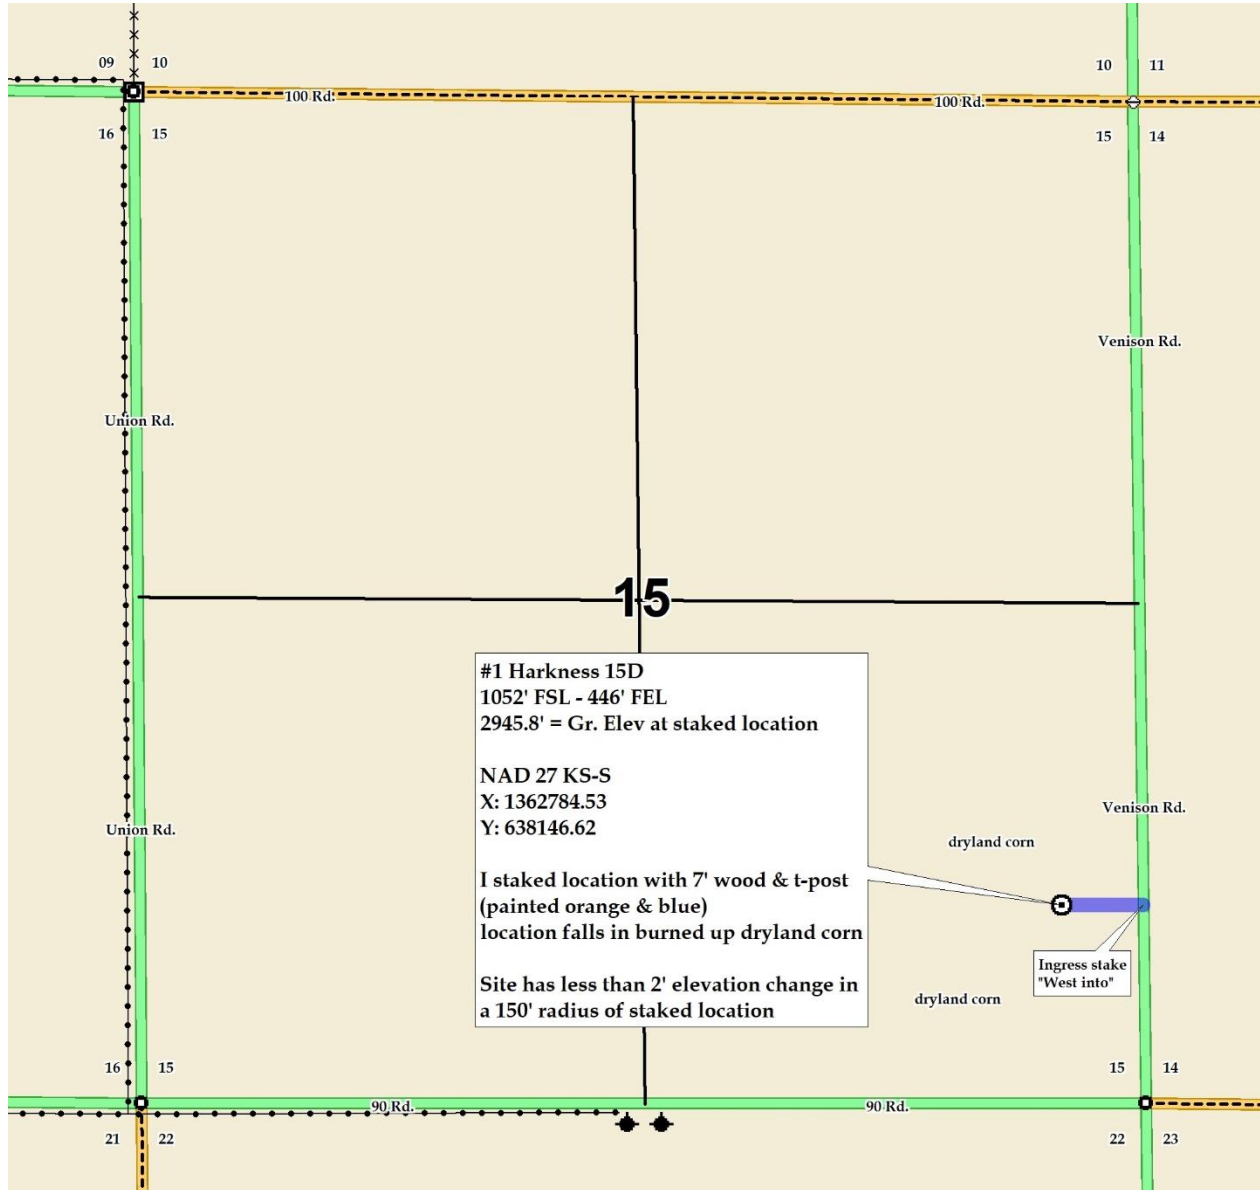 09 10
10 11
100 Rd.
100 Rd.
16 15
15 14
Venison Rd.
Union Rd.
15
#1 Harkness 15D
1052' FSL - 446' FEL
2945.8' = Gr. Elev at staked location
NAD 27 KS-S
X: 1362784.53
Y: 638146.62
I staked location with 7' wood & t-post
(painted orange & blue)
location falls in burned up dryland corn
Site has less than 2' elevation change in
a 150' radius of staked location
Venison Rd.
Union Rd.
dryland corn
Ingress stake
"West into"
dryland corn
16 15
15 14
90 Rd.
90 Rd.
21 22
22 23